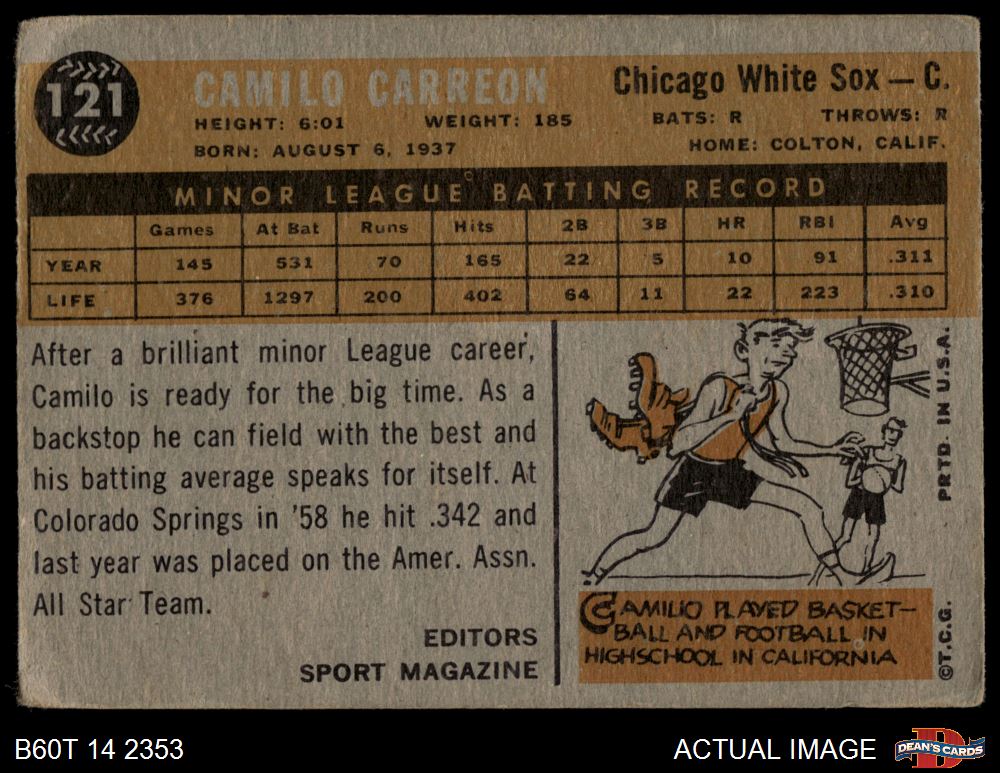 121
CAMILO CARREON
Chicago White Sox — C.
HEIGHT: 6:01 WEIGHT: 185 BATS: R THROWS: R
BORN: AUGUST 6, 1937 HOME: COLTON, CALIF.
MINOR LEAGUE BATTING RECORD
Games At Bat Runs Hits 2B 3B HR RBI Avg
YEAR 145 531 70 165 22 5 10 91 .311
LIFE 376 1297 200 402 64 11 22 223 .310
After a brilliant minor League career,
Camilo is ready for the big time. As a
backstop he can field with the best and
his batting average speaks for itself. At
Colorado Springs in '58 he hit .342 and
last year was placed on the Amer. Assn.
All Star Team.
EDITORS
SPORT MAGAZINE
CAMILIO PLAYED BASKET-
BALL AND FOOTBALL IN
HIGHSCHOOL IN CALIFORNIA
©T.C.G. PRTD. IN U.S.A.
B60T 14 2353
ACTUAL IMAGE
D
DEAN'S CARDS